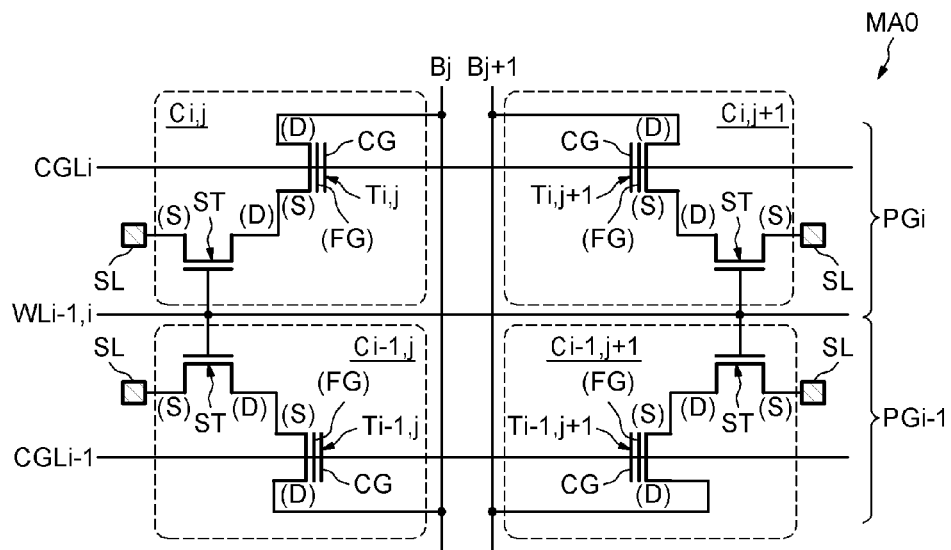 MA0
Bj Bj+1
Ci,j Ci,j+1
(D) (D)
CG CG
CGLi
ST Ti,j Ti,j+1 ST
(S) (D) (S) (S) (D) (S)
(FG) (FG)
PGi
SL SL
WLi-1,i
SL Ci-1,j Ci-1,j+1 SL
(FG) (FG)
(S) (D) (S) (S) (D) (S)
ST Ti-1,j Ti-1,j+1 ST
PGi-1
CGLi-1
CG CG
(D) (D)